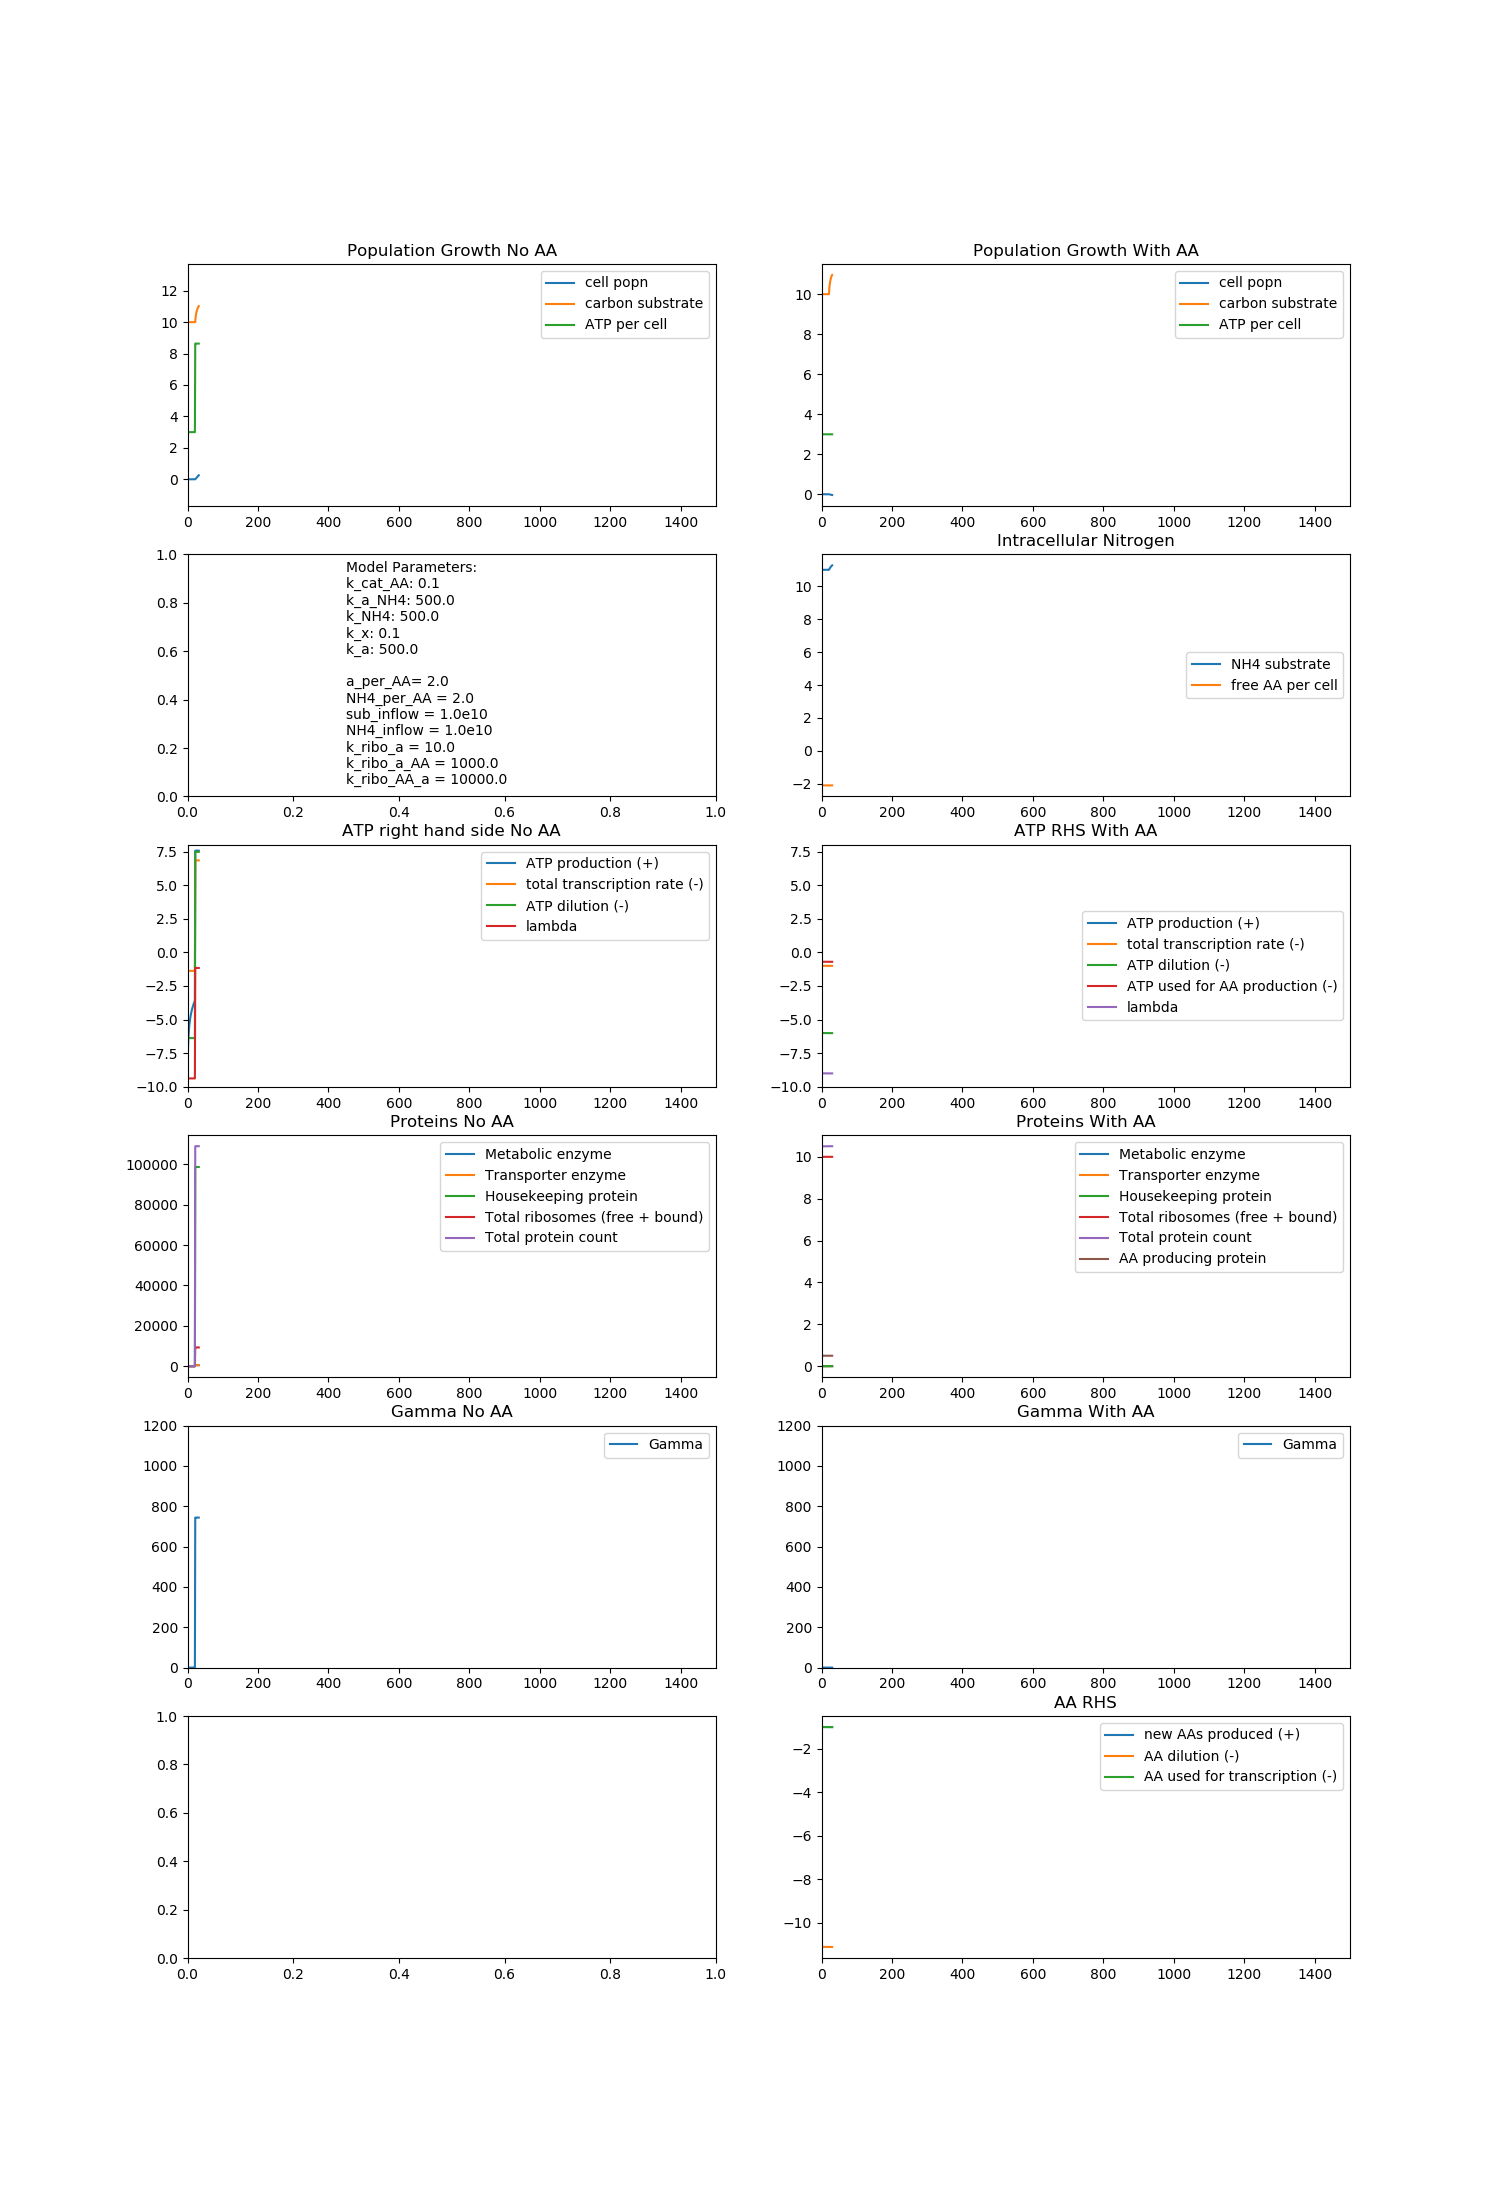 Population Growth No AA
12
10
8
6
4
2
0
0 200 400 600 800 1000 1200 1400
cell popn
carbon substrate
ATP per cell
Population Growth With AA
10
8
6
4
2
0
0 200 400 600 800 1000 1200 1400
cell popn
carbon substrate
ATP per cell
1.0
0.8
0.6
0.4
0.2
0.0
0.0 0.2 0.4 0.6 0.8 1.0
Model Parameters:
k_cat_AA: 0.1
k_a_NH4: 500.0
k_NH4: 500.0
k_x: 0.1
k_a: 500.0
a_per_AA= 2.0
NH4_per_AA = 2.0
sub_inflow = 1.0e10
NH4_inflow = 1.0e10
k_ribo_a = 10.0
k_ribo_a_AA = 1000.0
k_ribo_AA_a = 10000.0
Intracellular Nitrogen
10
8
6
4
2
0
−2
0 200 400 600 800 1000 1200 1400
NH4 substrate
free AA per cell
ATP right hand side No AA
7.5
5.0
2.5
0.0
−2.5
−5.0
−7.5
−10.0
0 200 400 600 800 1000 1200 1400
ATP production (+)
total transcription rate (-)
ATP dilution (-)
lambda
ATP RHS With AA
7.5
5.0
2.5
0.0
−2.5
−5.0
−7.5
−10.0
0 200 400 600 800 1000 1200 1400
ATP production (+)
total transcription rate (-)
ATP dilution (-)
ATP used for AA production (-)
lambda
Proteins No AA
100000
80000
60000
40000
20000
0
0 200 400 600 800 1000 1200 1400
Metabolic enzyme
Transporter enzyme
Housekeeping protein
Total ribosomes (free + bound)
Total protein count
Proteins With AA
10
8
6
4
2
0
0 200 400 600 800 1000 1200 1400
Metabolic enzyme
Transporter enzyme
Housekeeping protein
Total ribosomes (free + bound)
Total protein count
AA producing protein
Gamma No AA
1200
1000
800
600
400
200
0
0 200 400 600 800 1000 1200 1400
Gamma
Gamma With AA
1200
1000
800
600
400
200
0
0 200 400 600 800 1000 1200 1400
Gamma
1.0
0.8
0.6
0.4
0.2
0.0
0.0 0.2 0.4 0.6 0.8 1.0
AA RHS
−2
−4
−6
−8
−10
0 200 400 600 800 1000 1200 1400
new AAs produced (+)
AA dilution (-)
AA used for transcription (-)